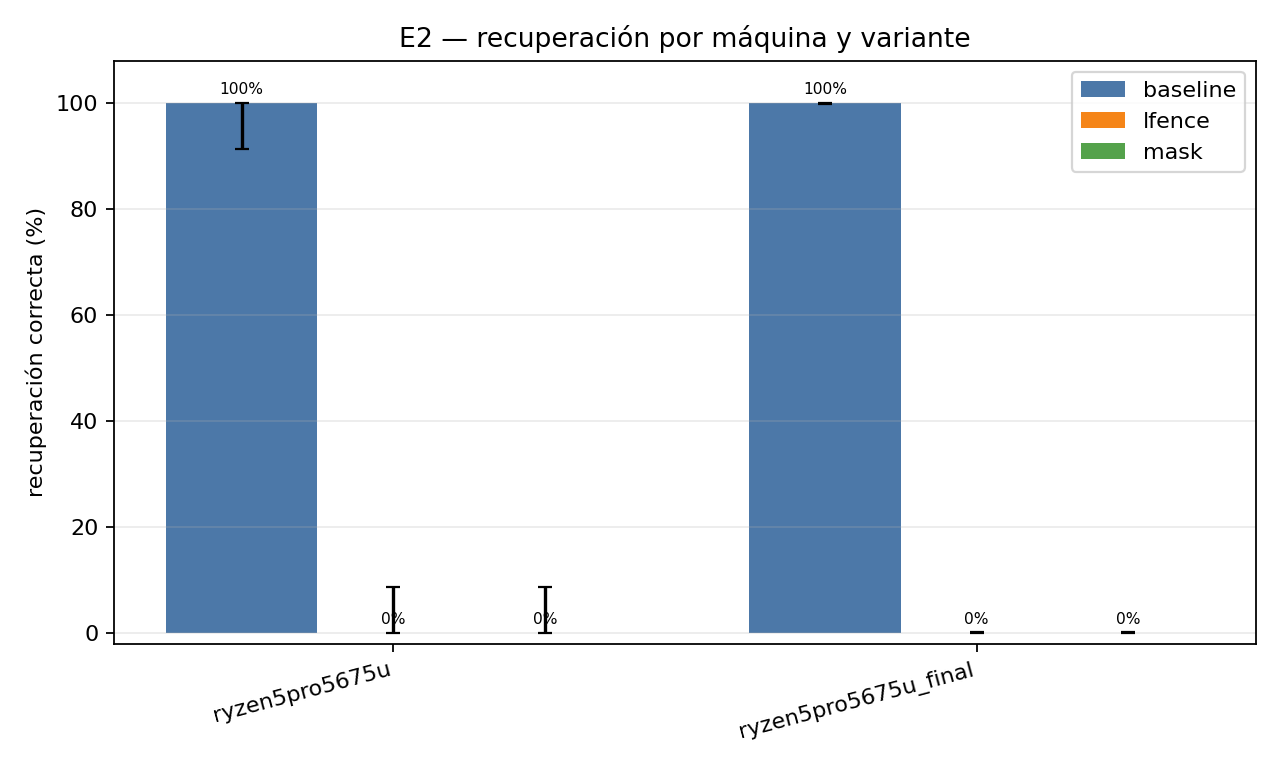 E2 — recuperación por máquina y variante
recuperación correcta (%)
100
80
60
40
20
0
100%
0%
0%
100%
0%
0%
baseline
lfence
mask
ryzen5pro5675u
ryzen5pro5675u_final